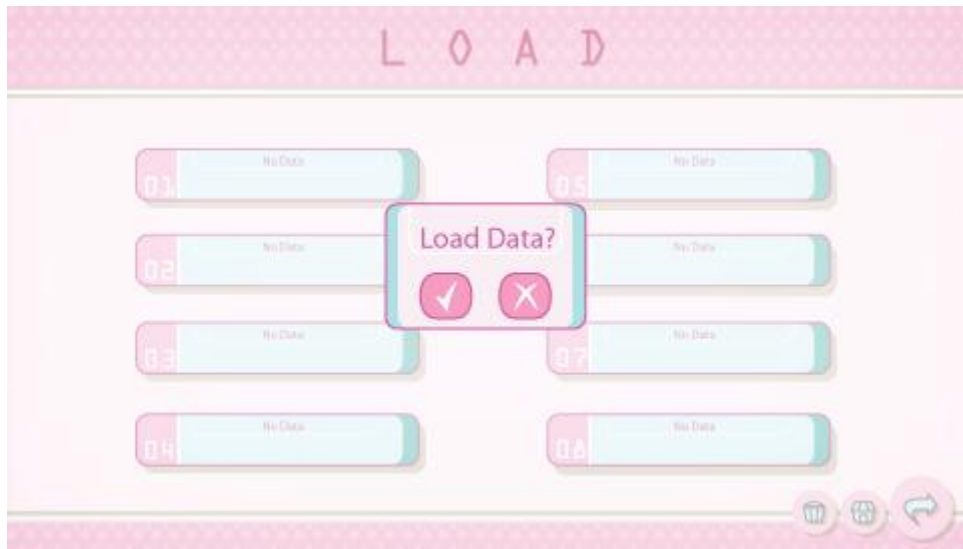 L O A D
No Data
01
No Data
05
Load Data?
No Data
02
No Data
No Data
03
No Data
07
No Data
04
No Data
08